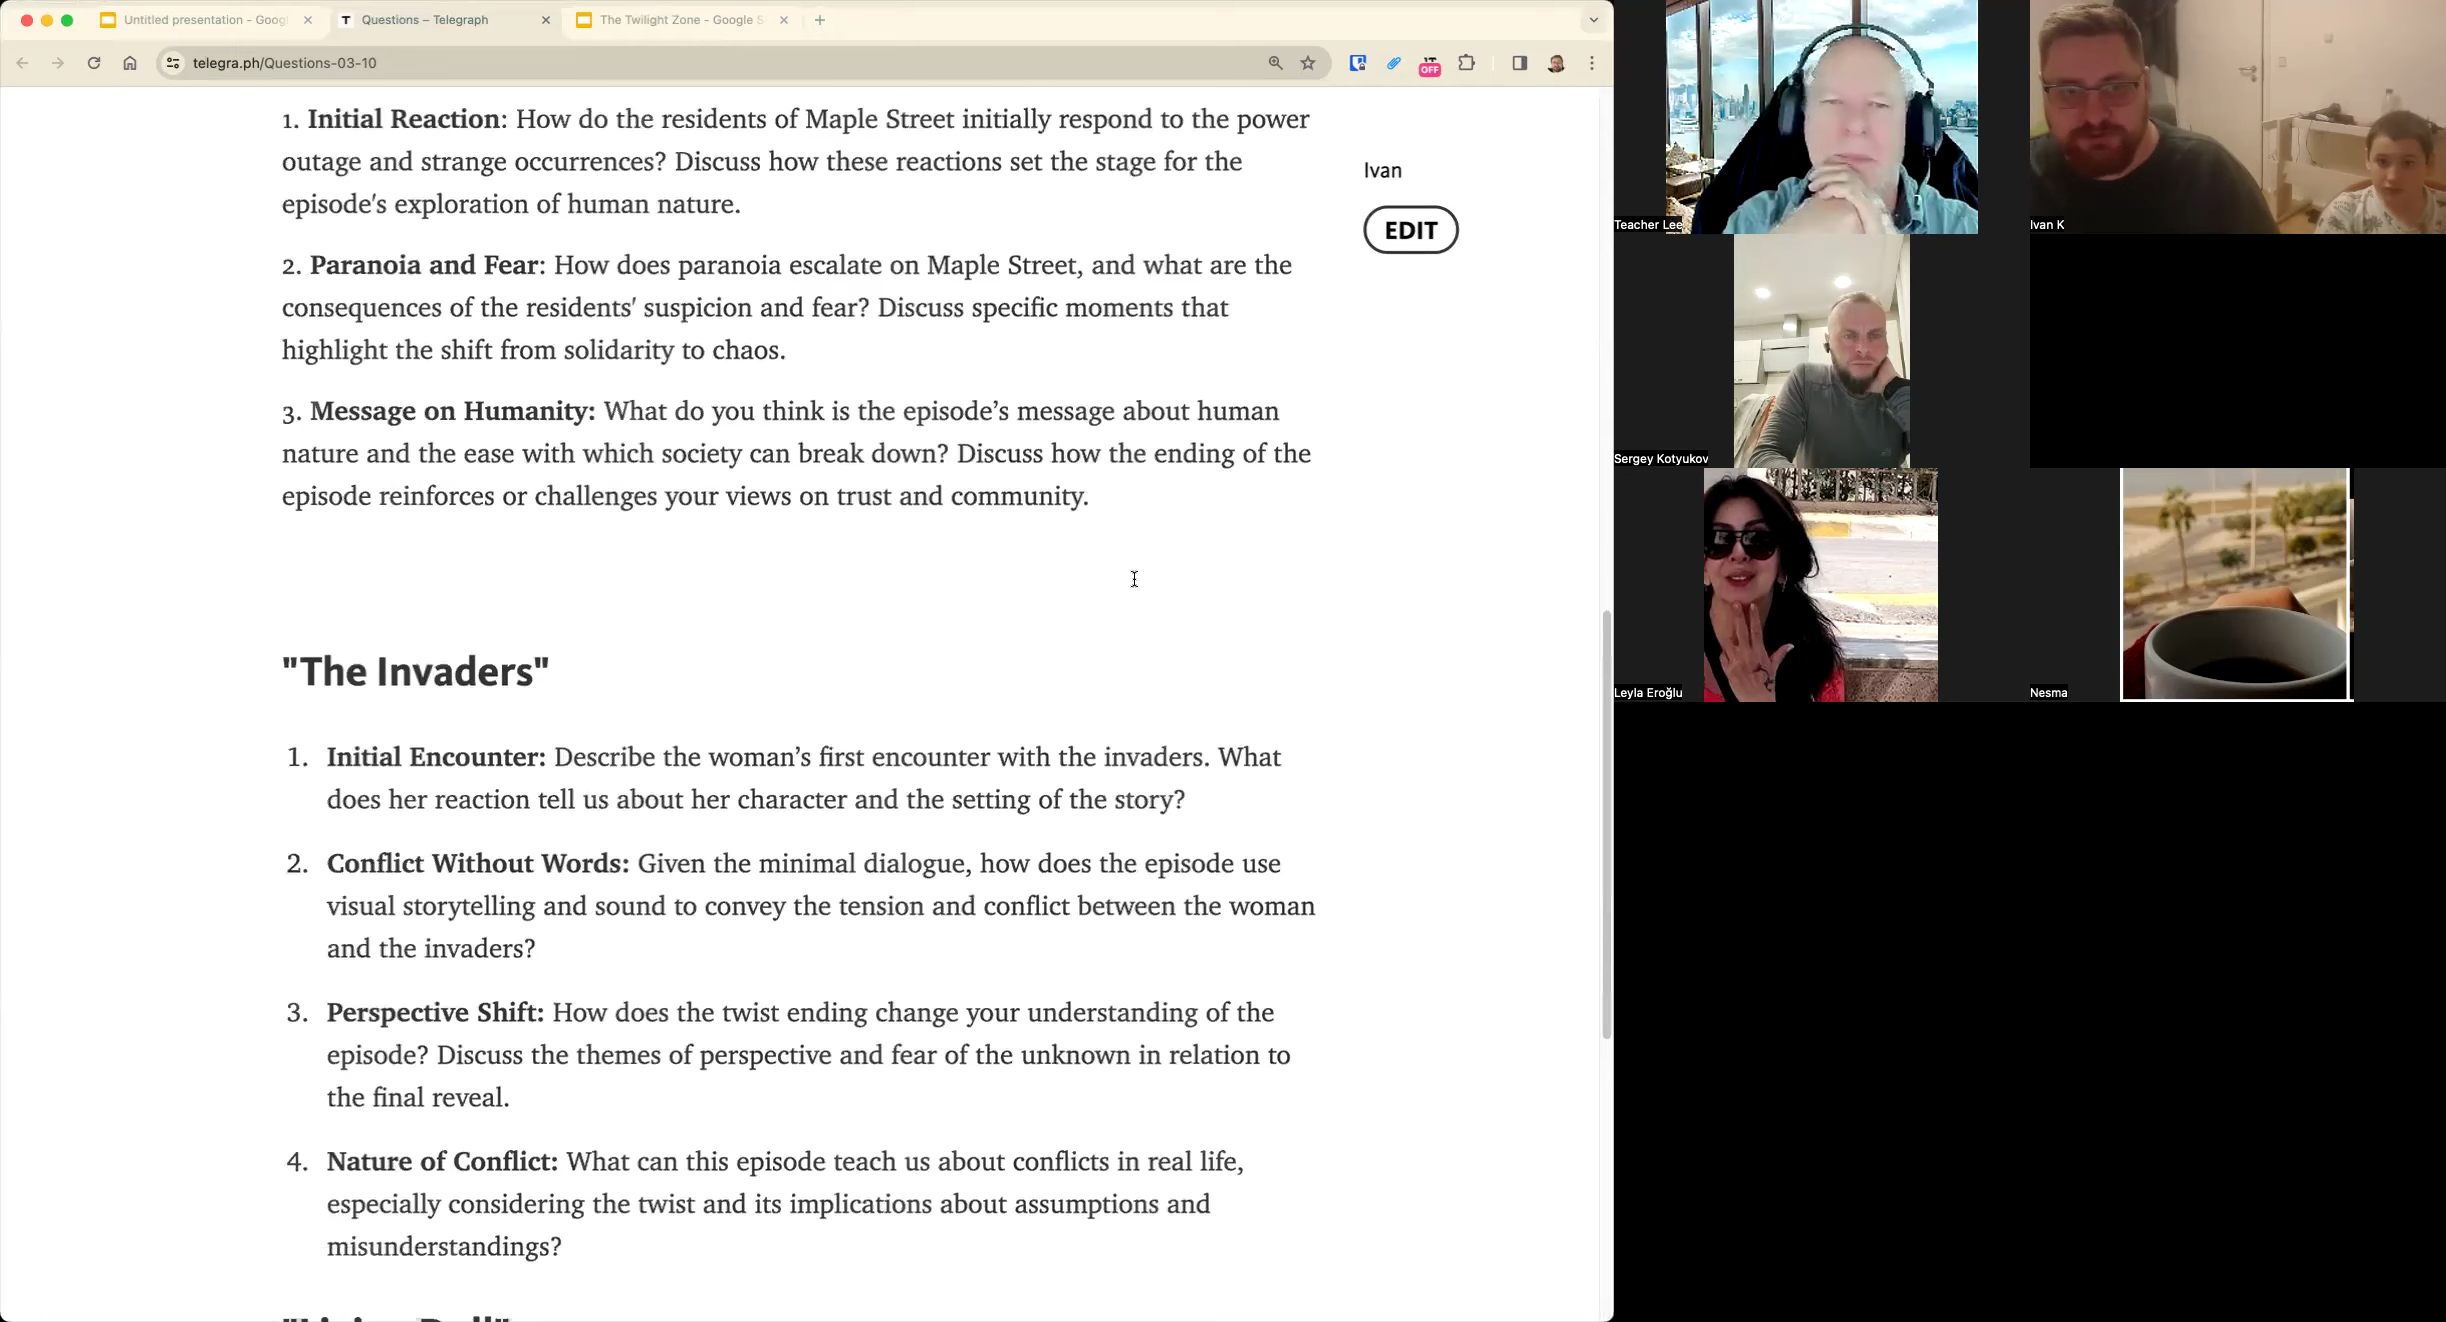 Untitled presentation - Goog
Questions – Telegraph
The Twilight Zone - Google S
telegra.ph/Questions-03-10
OFF
1. Initial Reaction: How do the residents of Maple Street initially respond to the power
outage and strange occurrences? Discuss how these reactions set the stage for the
episode's exploration of human nature.
Ivan
EDIT
2. Paranoia and Fear: How does paranoia escalate on Maple Street, and what are the
consequences of the residents' suspicion and fear? Discuss specific moments that
highlight the shift from solidarity to chaos.
3. Message on Humanity: What do you think is the episode’s message about human
nature and the ease with which society can break down? Discuss how the ending of the
episode reinforces or challenges your views on trust and community.
"The Invaders"
1. Initial Encounter: Describe the woman’s first encounter with the invaders. What
does her reaction tell us about her character and the setting of the story?
2. Conflict Without Words: Given the minimal dialogue, how does the episode use
visual storytelling and sound to convey the tension and conflict between the woman
and the invaders?
3. Perspective Shift: How does the twist ending change your understanding of the
episode? Discuss the themes of perspective and fear of the unknown in relation to
the final reveal.
4. Nature of Conflict: What can this episode teach us about conflicts in real life,
especially considering the twist and its implications about assumptions and
misunderstandings?
Teacher Lee
Ivan K
Sergey Kotyukov
Leyla Eroğlu
Nesma